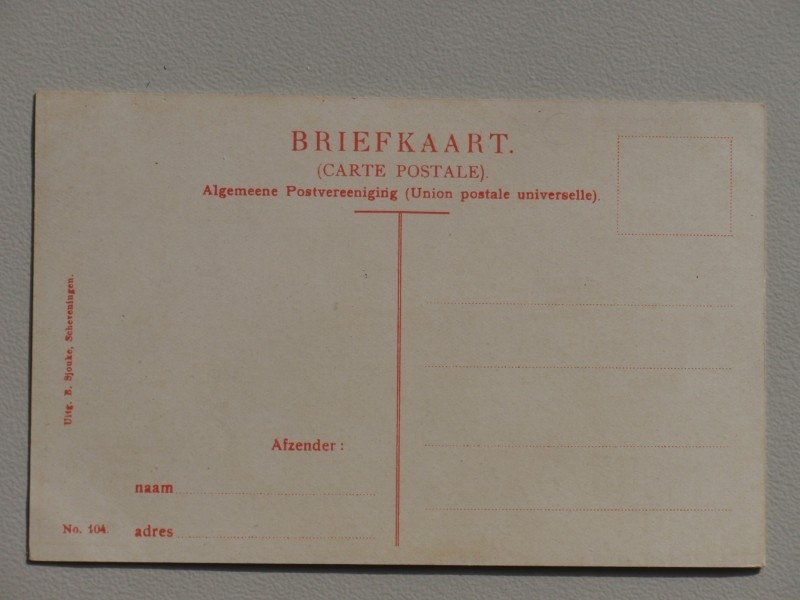 BRIEFKAART.
(CARTE POSTALE).
Algemeene Postvereeniging (Union postale universelle).
Uitg. E. Sjouke, Scheveningen.
Afzender :
naam
No. 104. adres